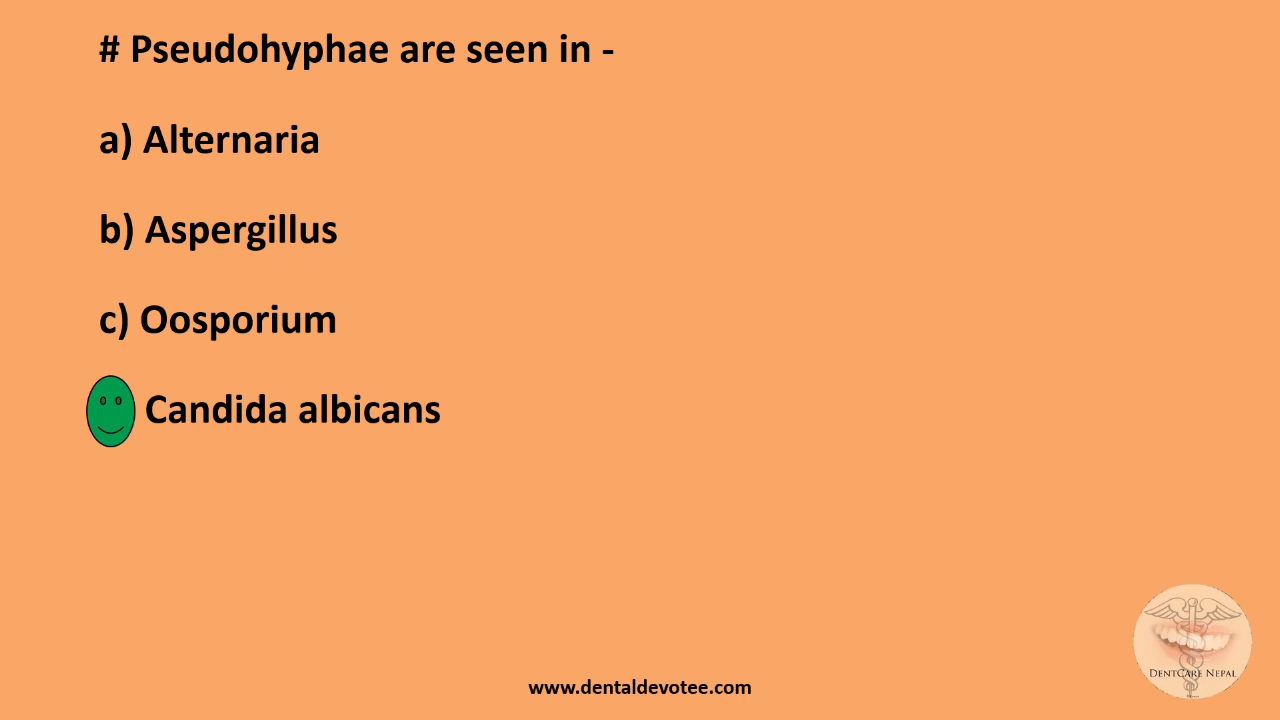 # Pseudohyphae are seen in -
a) Alternaria
b) Aspergillus
c) Oosporium
Candida albicans
DentCare Nepal
www.dentaldevotee.com